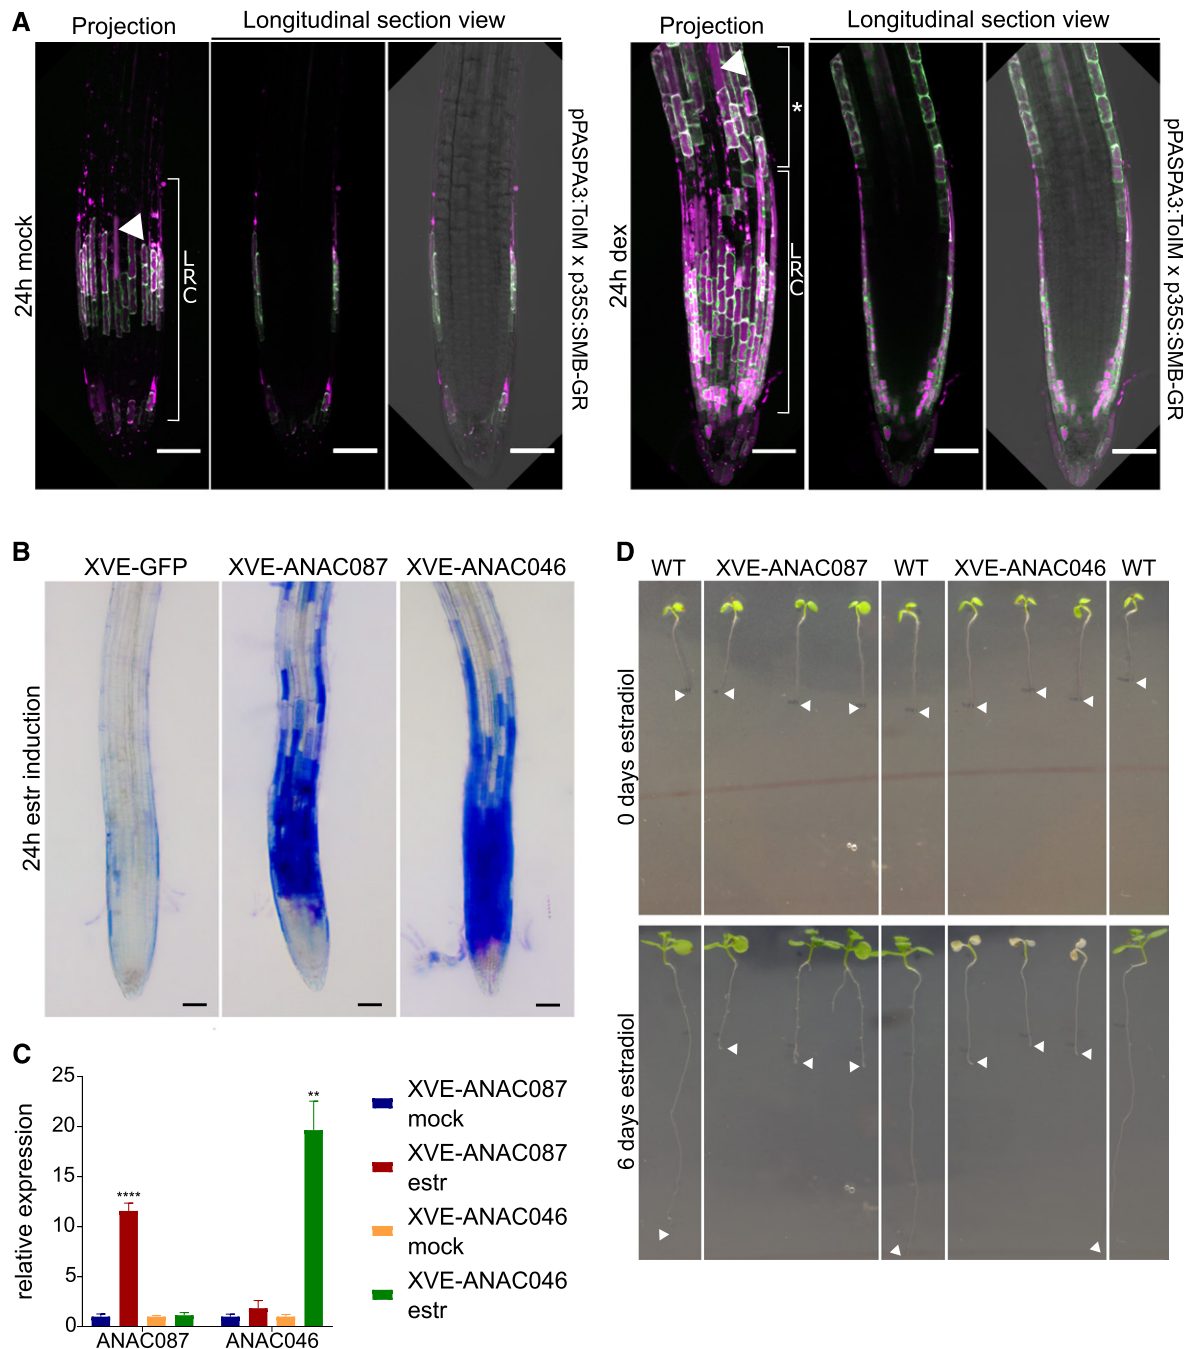 A
Projection
Longitudinal section view
24h mock
LRC
pPASPA3:ToIM x p35S:SMB-GR
Projection
Longitudinal section view
24h dex
*
LRC
pPASPA3:ToIM x p35S:SMB-GR
B
XVE-GFP
XVE-ANAC087
XVE-ANAC046
24h estr induction
C
relative expression
25
20
15
10
5
0
****
**
ANAC087
ANAC046
XVE-ANAC087
mock
XVE-ANAC087
estr
XVE-ANAC046
mock
XVE-ANAC046
estr
D
WT
XVE-ANAC087
WT
XVE-ANAC046
WT
0 days estradiol
6 days estradiol